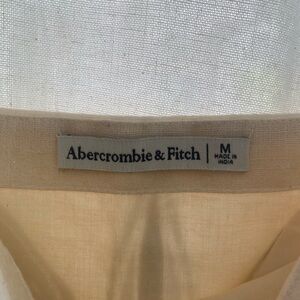 Abercrombie & Fitch | M
MADE IN
INDIA